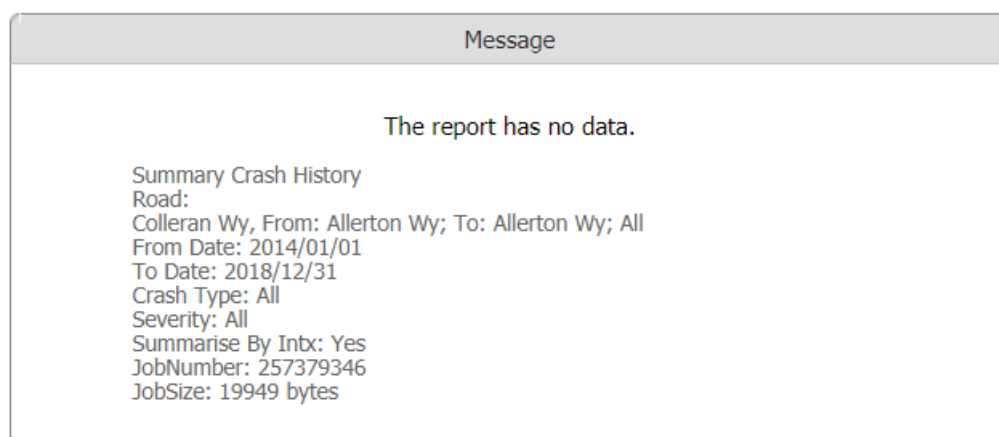 Message
The report has no data.
Summary Crash History
Road:
Colleran Wy, From: Allerton Wy; To: Allerton Wy; All
From Date: 2014/01/01
To Date: 2018/12/31
Crash Type: All
Severity: All
Summarise By Intx: Yes
JobNumber: 257379346
JobSize: 19949 bytes